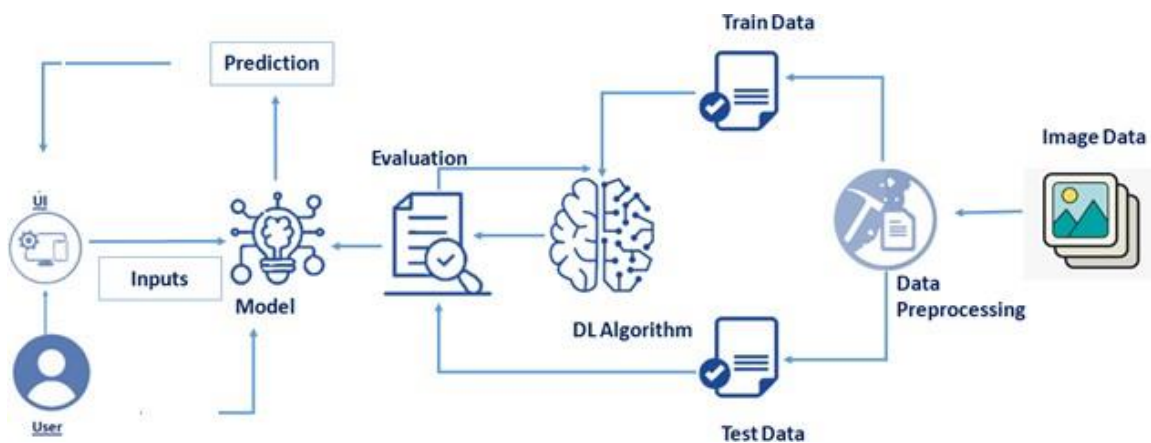 Train Data
Prediction
Image Data
Evaluation
UI
Inputs
Model
Data
Preprocessing
DL Algorithm
User
Test Data